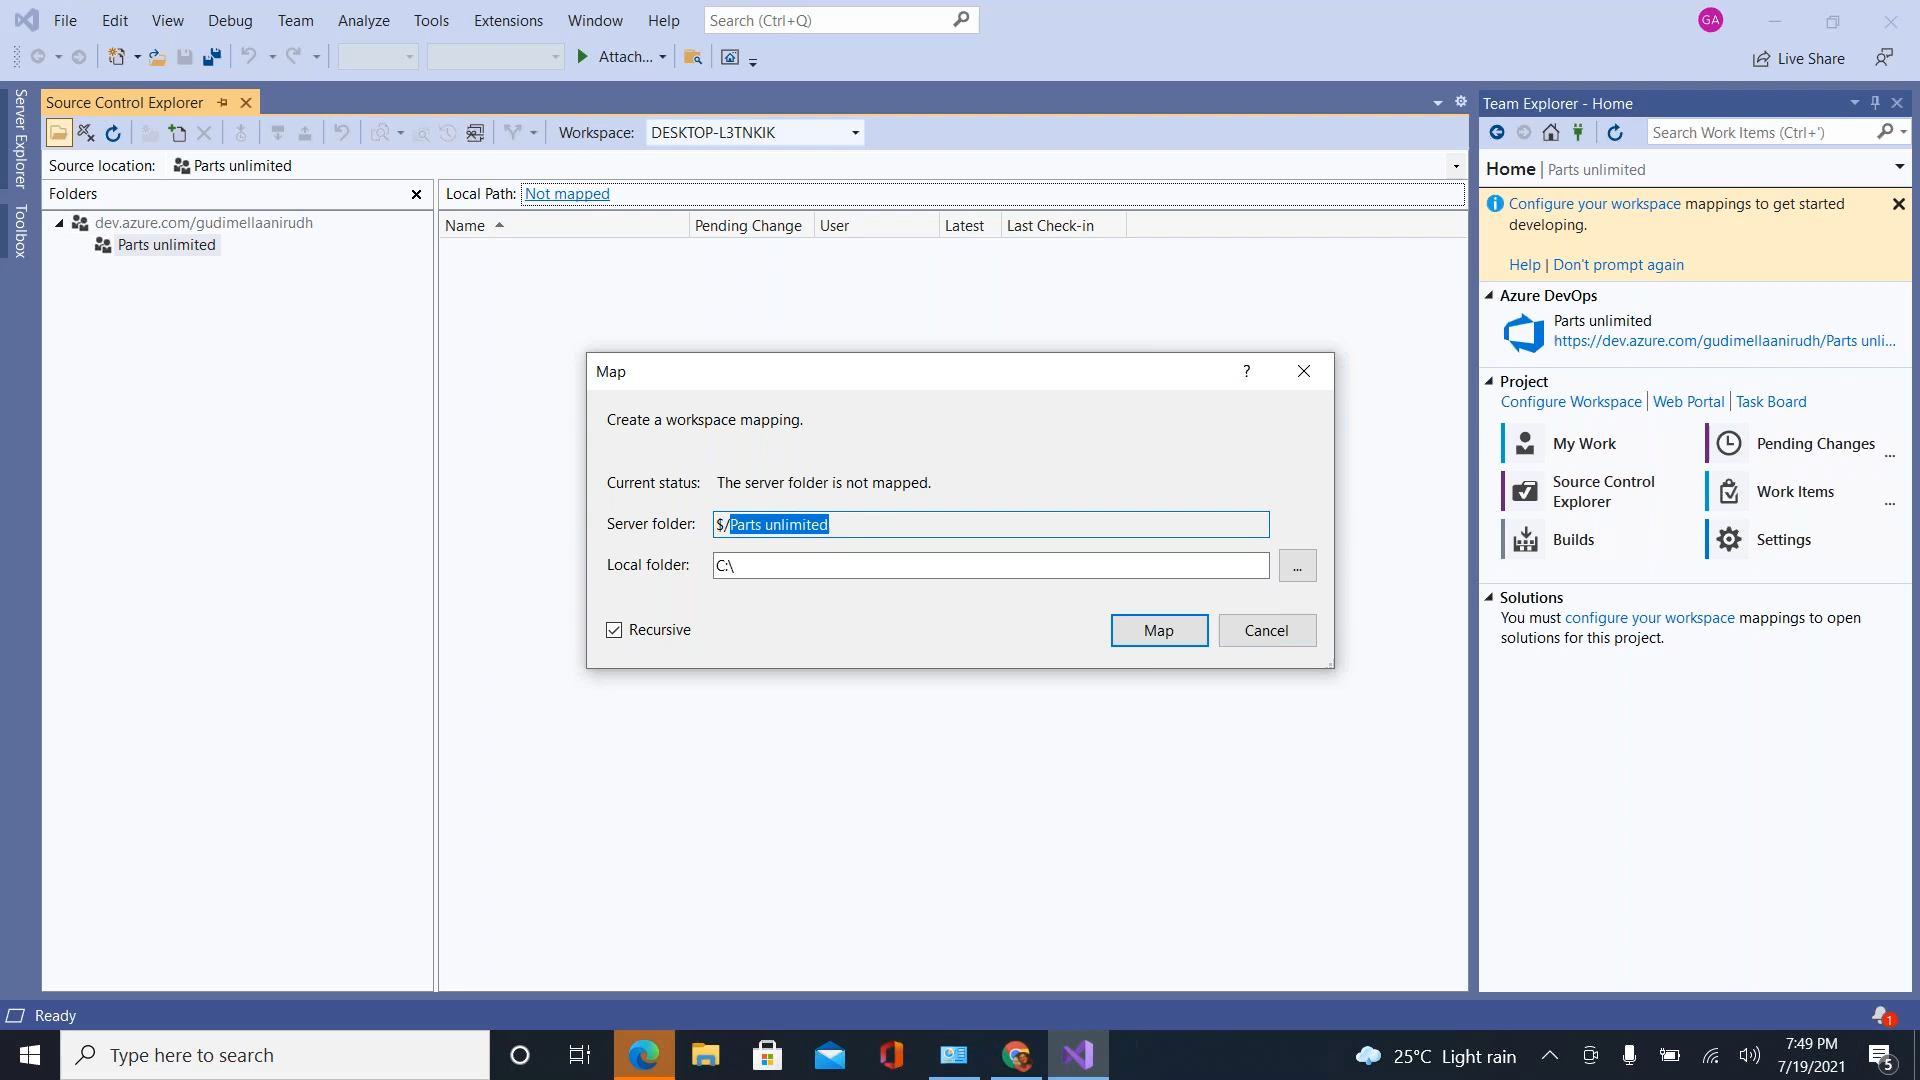 File Edit View Debug Team Analyze Tools Extensions Window Help Search (Ctrl+Q) GA
Attach... Live Share
Server Explorer
Toolbox
Source Control Explorer
Workspace: DESKTOP-L3TNKIK
Source location: Parts unlimited
Folders
dev.azure.com/gudimellaanirudh
Parts unlimited
Local Path: Not mapped
Name Pending Change User Latest Last Check-in
Map ?
Create a workspace mapping.
Current status: The server folder is not mapped.
Server folder: $/Parts unlimited
Local folder: C:\ ...
Recursive Map Cancel
Team Explorer - Home
Search Work Items (Ctrl+')
Home | Parts unlimited
Configure your workspace mappings to get started
developing.
Help | Don't prompt again
Azure DevOps
Parts unlimited
https://dev.azure.com/gudimellaanirudh/Parts unli...
Project
Configure Workspace | Web Portal | Task Board
My Work Pending Changes ...
Source Control
Explorer
Work Items ...
Builds Settings
Solutions
You must configure your workspace mappings to open
solutions for this project.
Ready 1
Type here to search 25°C Light rain
7:49 PM
7/19/2021
5